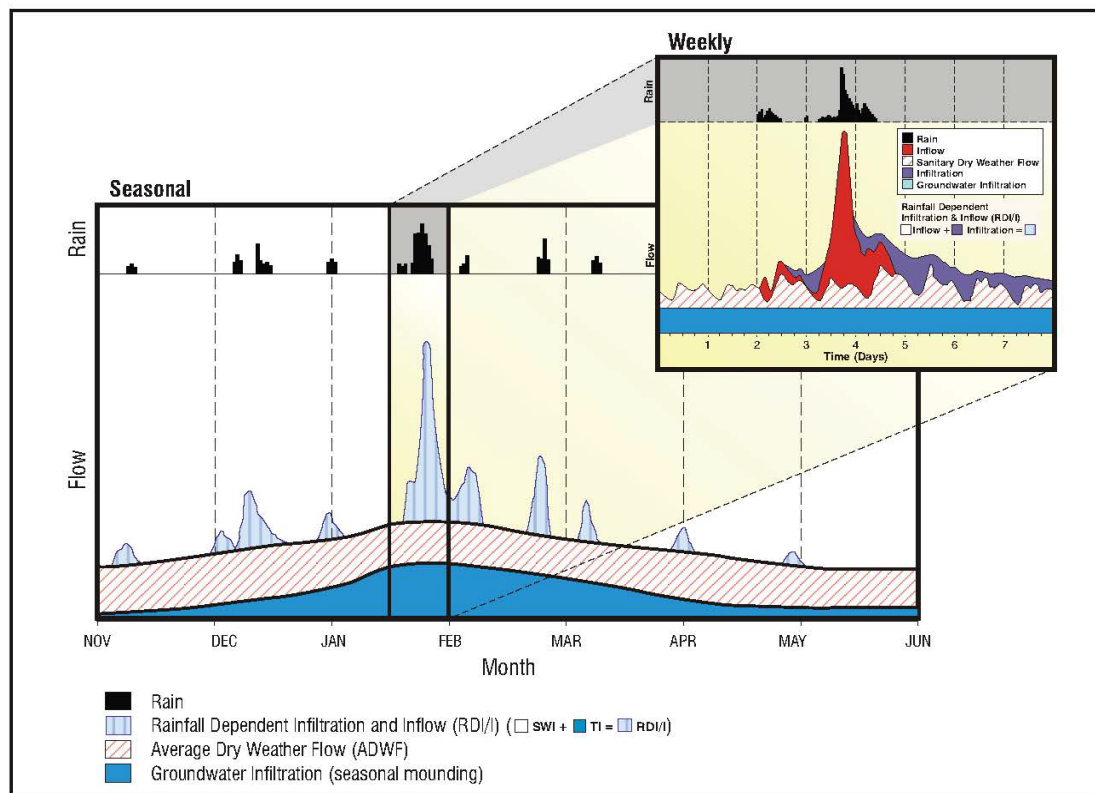 Weekly
Rain
Rain
Inflow
Sanitary Dry Weather Flow
Infiltration
Groundwater Infiltration
Rainfall Dependent
Infiltration & Inflow (RDI/I)
Inflow + Infiltration =
Flow
1 2 3 4 5 6 7
Time (Days)
Seasonal
Rain
Flow
NOV DEC JAN FEB MAR APR MAY JUN
Month
Rain
Rainfall Dependent Infiltration and Inflow (RDI/I) ( SWI + TI = RDI/I)
Average Dry Weather Flow (ADWF)
Groundwater Infiltration (seasonal mounding)